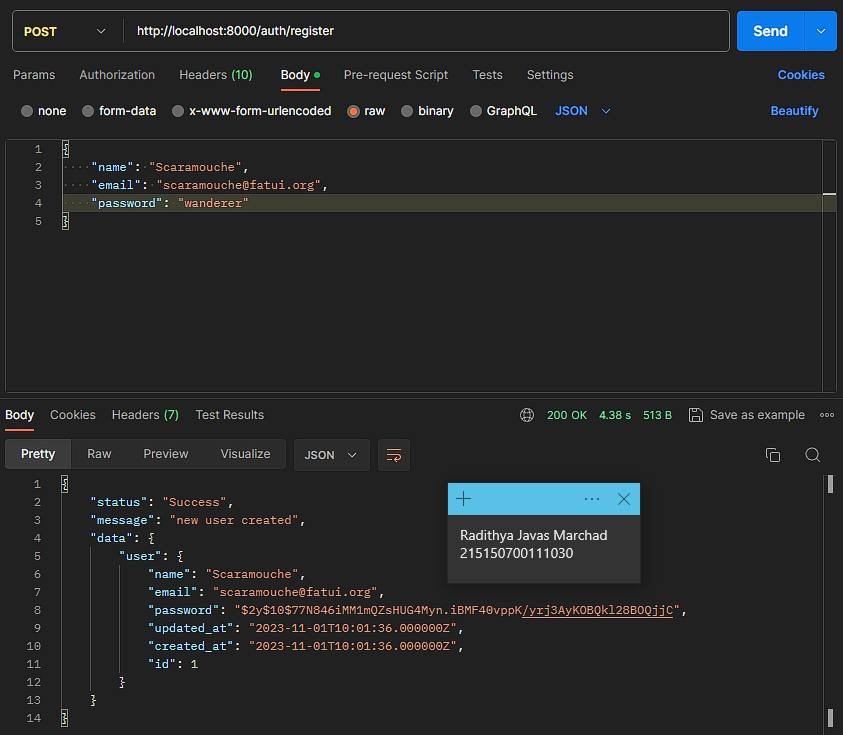 POST http://localhost:8000/auth/register Send
Params Authorization Headers (10) Body Pre-request Script Tests Settings Cookies
none form-data x-www-form-urlencoded raw binary GraphQL JSON Beautify
1 {
2 "name": "Scaramouche",
3 "email": "scaramouche@fatui.org",
4 "password": "wanderer"
5 }
Body Cookies Headers (7) Test Results 200 OK 4.38 s 513 B Save as example
Pretty Raw Preview Visualize JSON
1 {
2 "status": "Success",
3 "message": "new user created",
4 "data": {
5 "user": {
6 "name": "Scaramouche",
7 "email": "scaramouche@fatui.org",
8 "password": "$2y$10$77N846iMM1mQZsHUG4Myn.iBMF40vppK/yrj3AyKOBQkl28BOQjjC",
9 "updated_at": "2023-11-01T10:01:36.000000Z",
10 "created_at": "2023-11-01T10:01:36.000000Z",
11 "id": 1
12 }
13 }
14 }
Radithya Javas Marchad
215150700111030